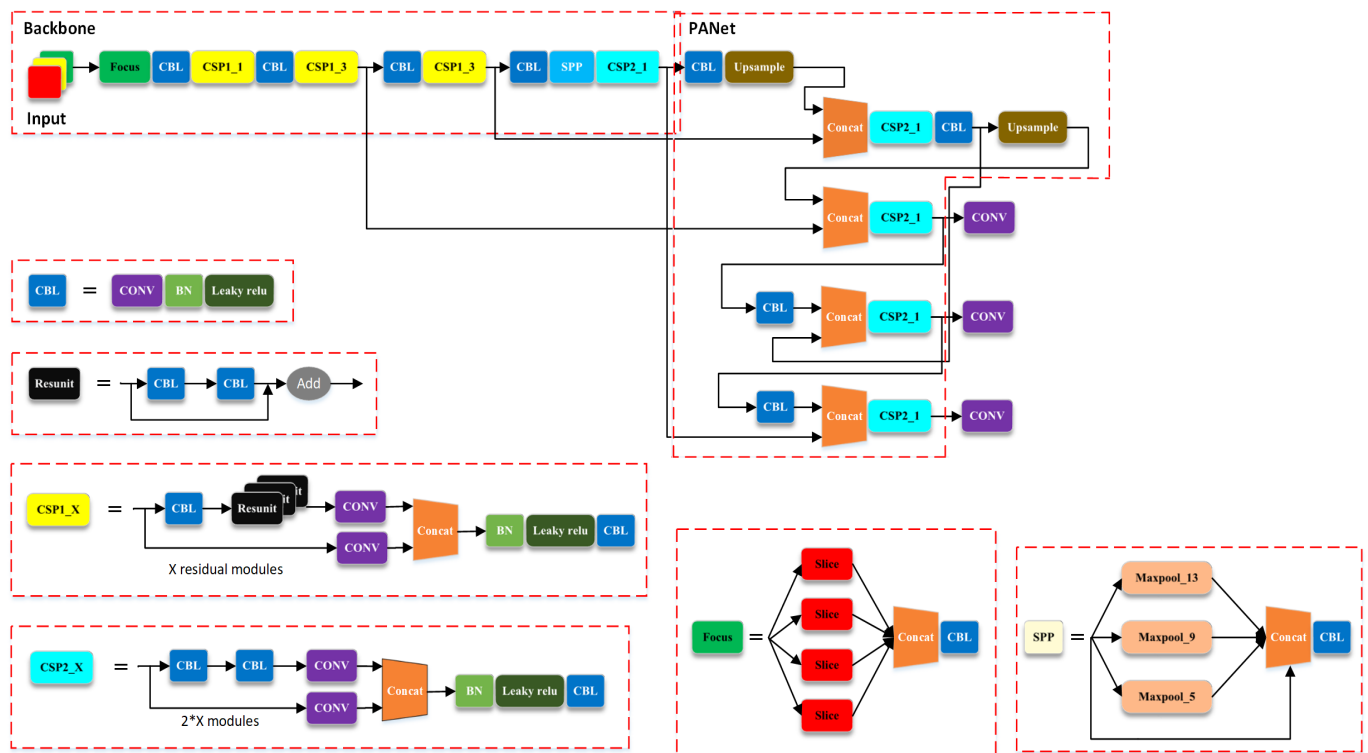 Backbone
PANet
Focus CBL CSP1_1 CBL CSP1_3 CBL CSP1_3 CBL SPP CSP2_1 CBL Upsample
Input
Concat CSP2_1 CBL Upsample
Concat CSP2_1 CONV
CBL = CONV BN Leaky relu
CBL Concat CSP2_1 CONV
Resunit = CBL CBL Add
CBL Concat CSP2_1 CONV
CSP1_X = CBL Resunit it it CONV Concat BN Leaky relu CBL
CONV
X residual modules
CSP2_X = CBL CBL CONV Concat BN Leaky relu CBL
CONV
2*X modules
Focus = Slice Slice Slice Slice Concat CBL
SPP = Maxpool_13 Maxpool_9 Maxpool_5 Concat CBL